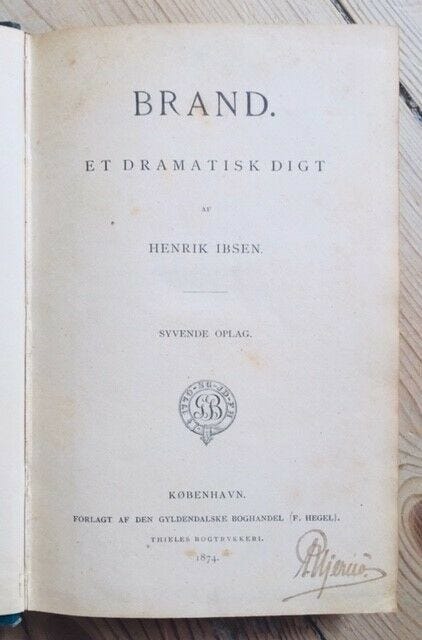 BRAND.
ET DRAMATISK DIGT
AF
HENRIK IBSEN.
SYVENDE OPLAG.
KØBENHAVN.
FORLAGT AF DEN GYLDENDALSKE BOGHANDEL (F. HEGEL).
THIELES BOGTRYKKERI.
1874.